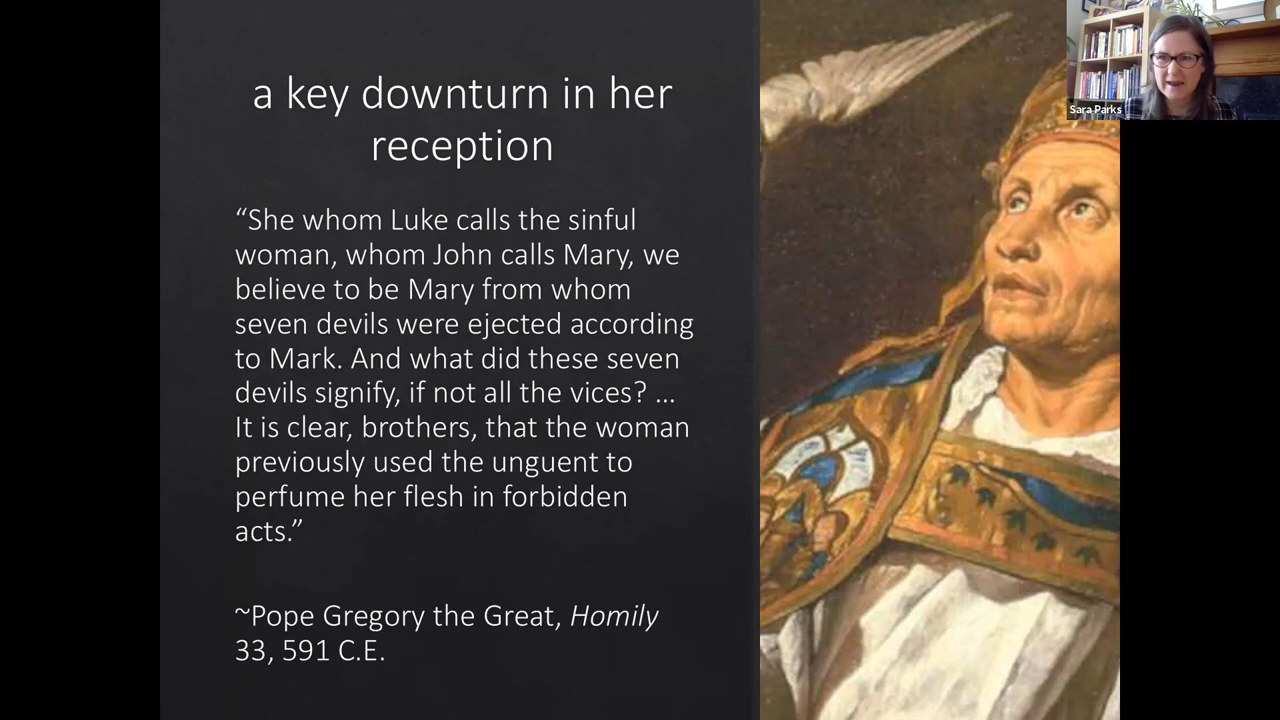 a key downturn in her
reception
“She whom Luke calls the sinful
woman, whom John calls Mary, we
believe to be Mary from whom
seven devils were ejected according
to Mark. And what did these seven
devils signify, if not all the vices? ...
It is clear, brothers, that the woman
previously used the unguent to
perfume her flesh in forbidden
acts.”
~Pope Gregory the Great, Homily
33, 591 C.E.
Sara Parks